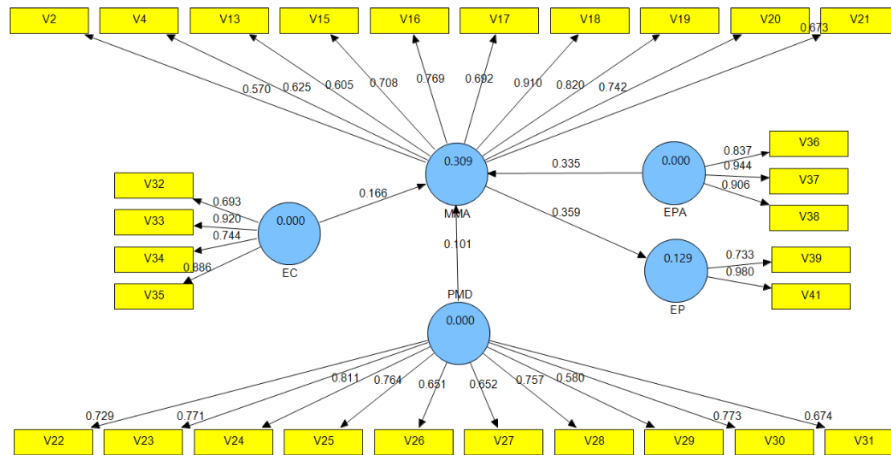 V2 V4 V13 V15 V16 V17 V18 V19 V20 V21
0.673
0.570 0.625 0.605 0.708 0.769 0.692 0.910 0.820 0.742
0.309
MMA
0.335
0.000
EPA
0.837 V36
0.944 V37
0.906 V38
V32 0.693
V33 0.920
V34 0.744
V35 0.886
0.000
EC
0.166
0.359
0.101
0.129
EP
0.733 V39
0.980 V41
PMD
0.000
0.729 0.771 0.811 0.764 0.651 0.652 0.757 0.580 0.773 0.674
V22 V23 V24 V25 V26 V27 V28 V29 V30 V31